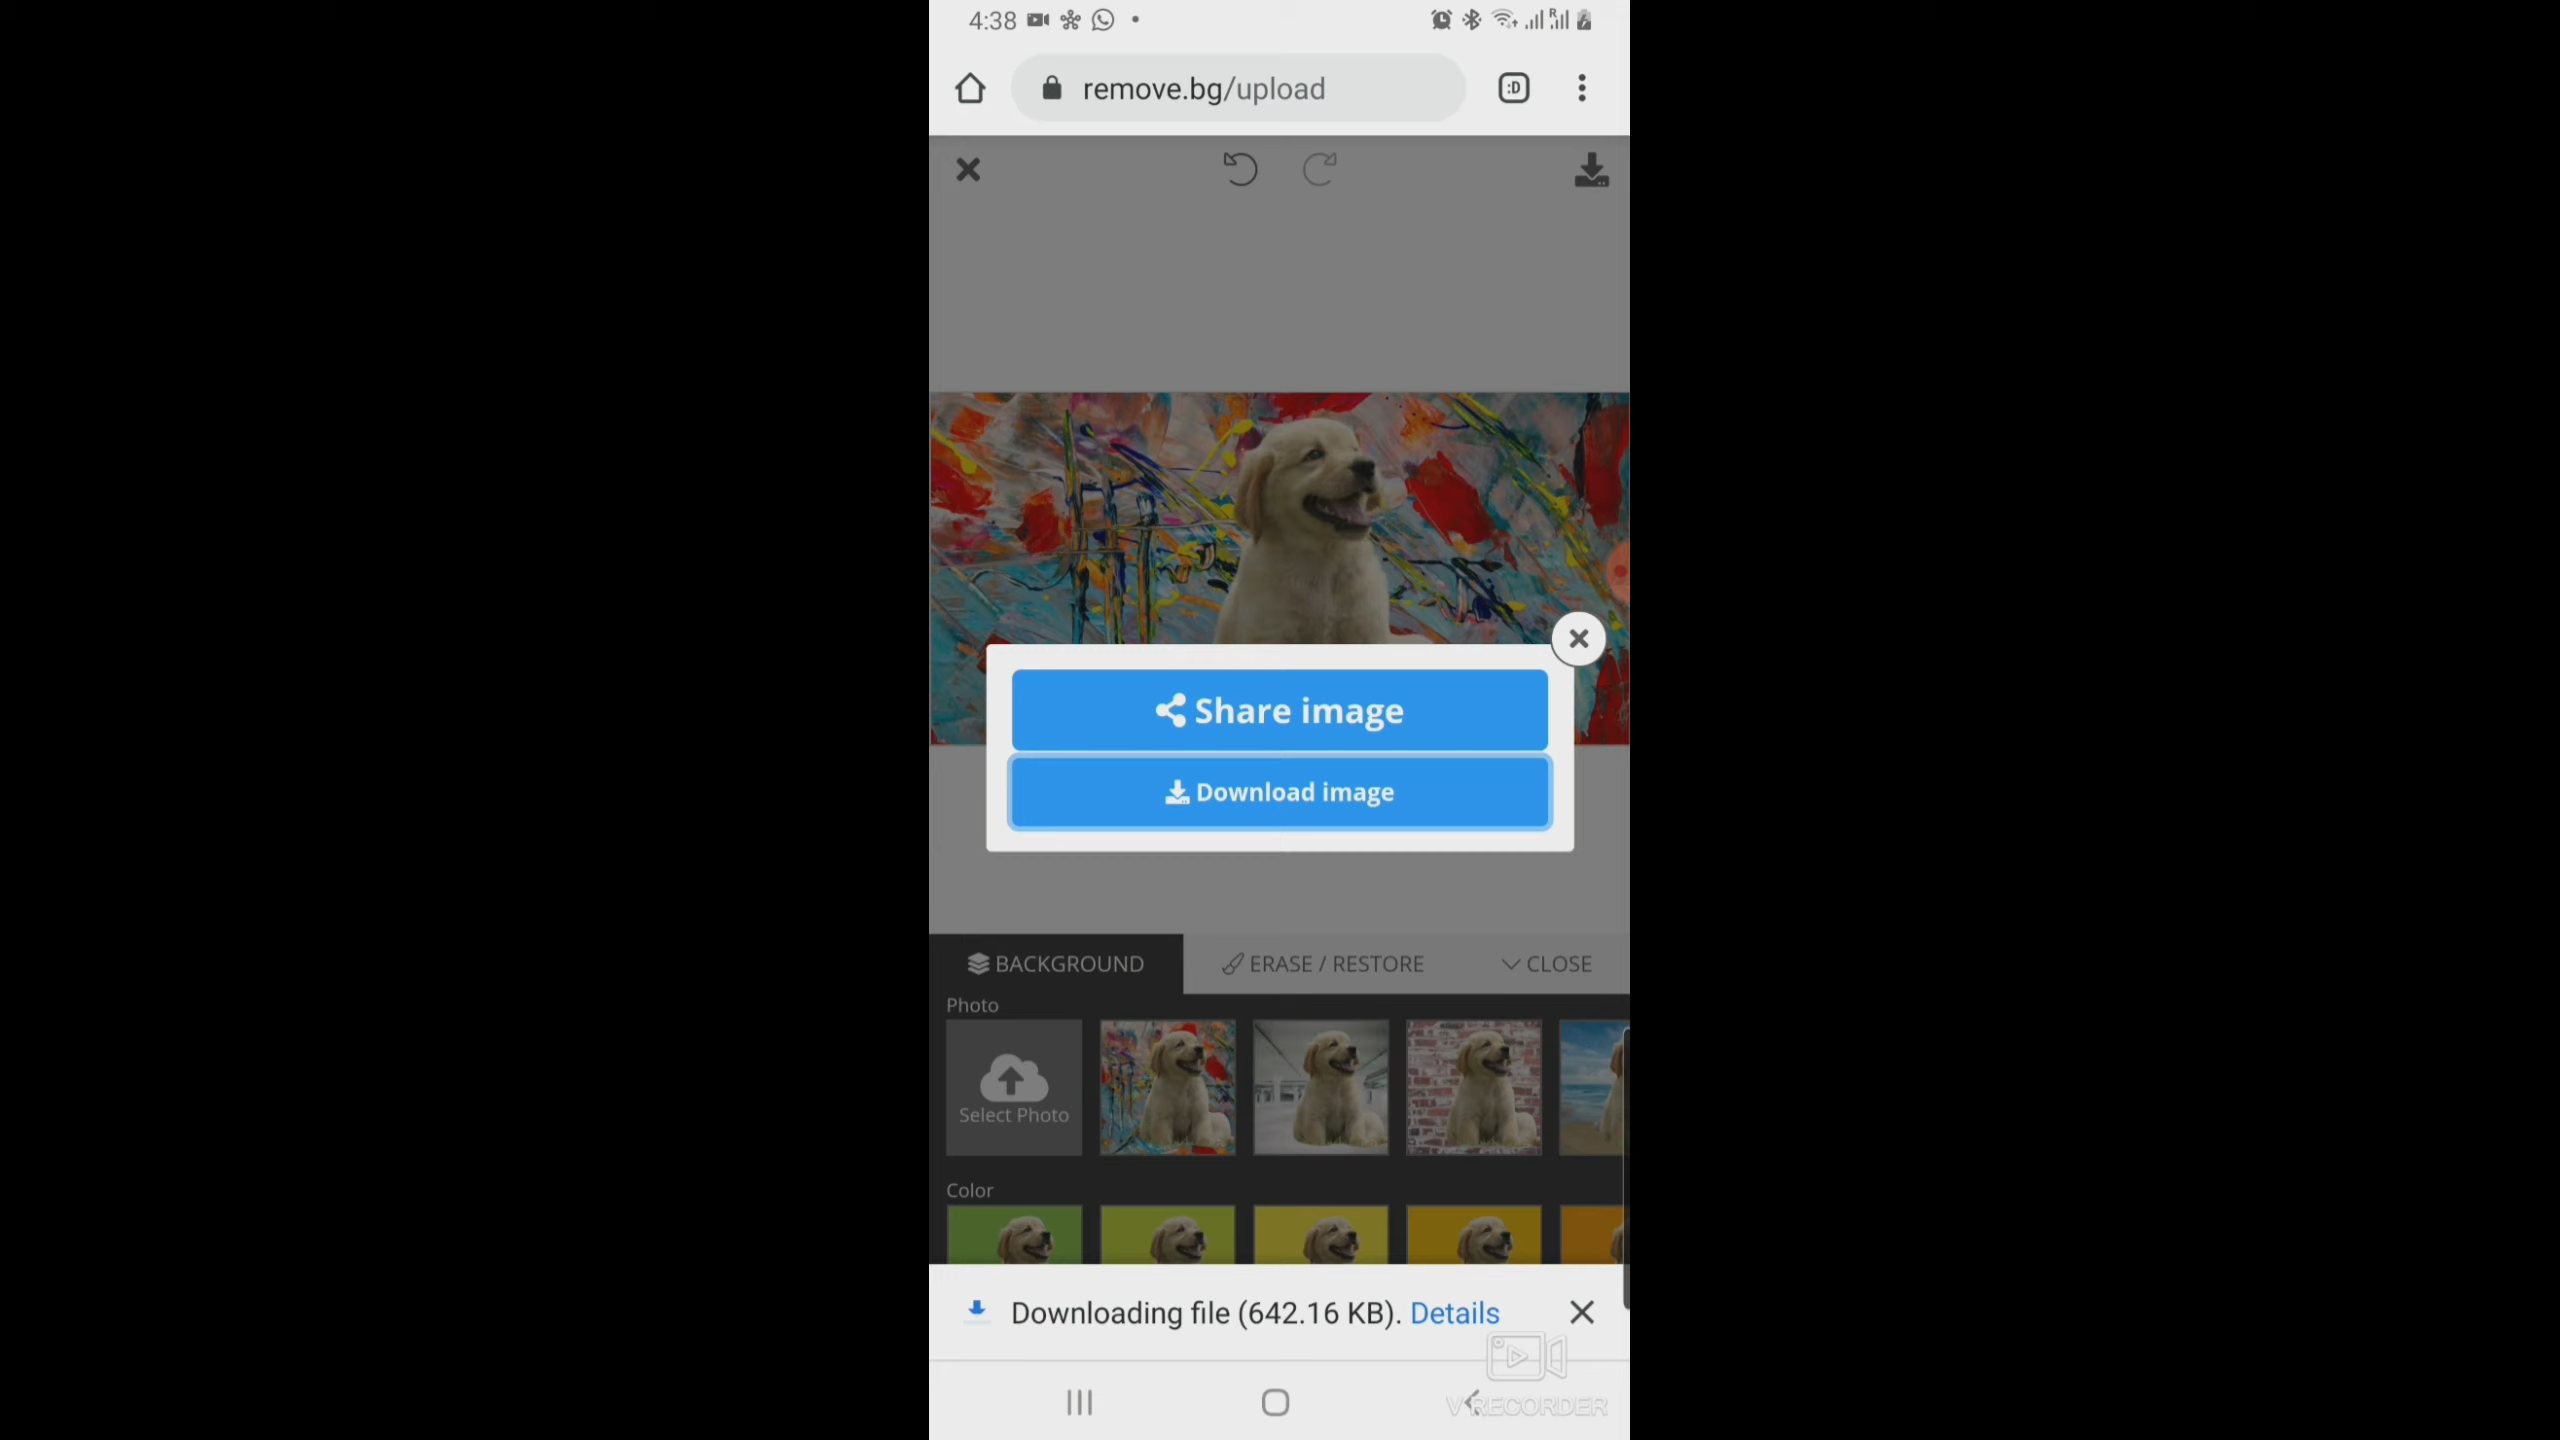 4:38
remove.bg/upload
:D
R
Share image
Download image
BACKGROUND
ERASE / RESTORE
CLOSE
Photo
Select Photo
Color
Downloading file (642.16 KB). Details
V RECORDER